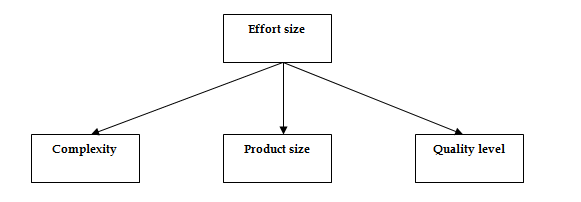 Effort size
Complexity
Product size
Quality level